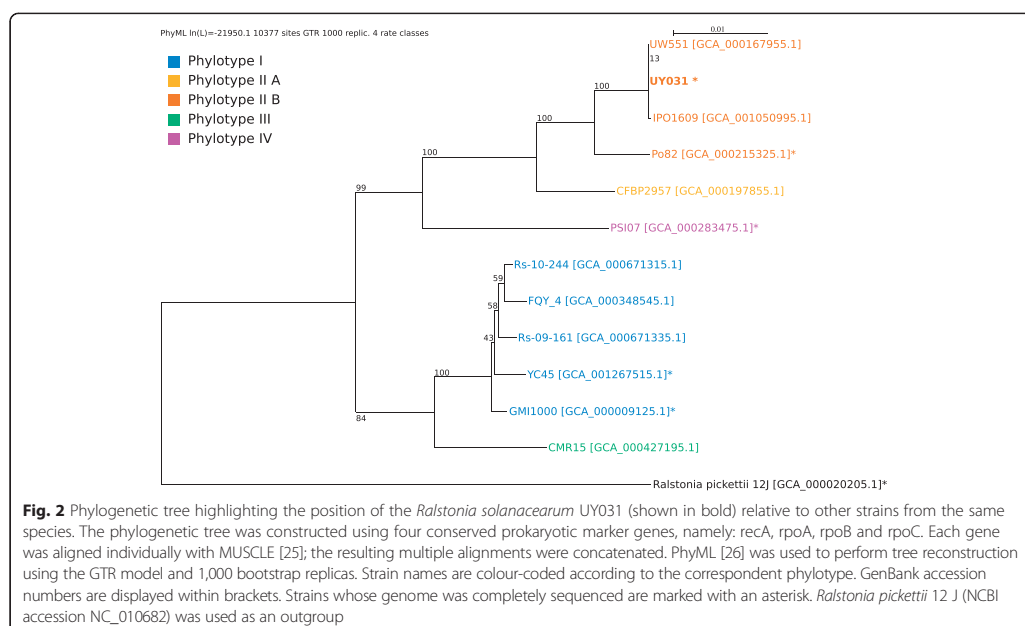 PhyML ln(L)=-21950.1 10377 sites GTR 1000 replic. 4 rate classes
0.01
Phylotype I
Phylotype II A
Phylotype II B
Phylotype III
Phylotype IV
UW551 [GCA_000167955.1]
13
UY031 *
100
IPO1609 [GCA_001050995.1]
100
Po82 [GCA_000215325.1]*
100
CFBP2957 [GCA_000197855.1]
99
PSI07 [GCA_000283475.1]*
Rs-10-244 [GCA_000671315.1]
59
FQY_4 [GCA_000348545.1]
58
Rs-09-161 [GCA_000671335.1]
43
YC45 [GCA_001267515.1]*
100
GMI1000 [GCA_000009125.1]*
84
CMR15 [GCA_000427195.1]
Ralstonia pickettii 12J [GCA_000020205.1]*
Fig. 2 Phylogenetic tree highlighting the position of the Ralstonia solanacearum UY031 (shown in bold) relative to other strains from the same
species. The phylogenetic tree was constructed using four conserved prokaryotic marker genes, namely: recA, rpoA, rpoB and rpoC. Each gene
was aligned individually with MUSCLE [25]; the resulting multiple alignments were concatenated. PhyML [26] was used to perform tree reconstruction
using the GTR model and 1,000 bootstrap replicas. Strain names are colour-coded according to the correspondent phylotype. GenBank accession
numbers are displayed within brackets. Strains whose genome was completely sequenced are marked with an asterisk. Ralstonia pickettii 12 J (NCBI
accession NC_010682) was used as an outgroup